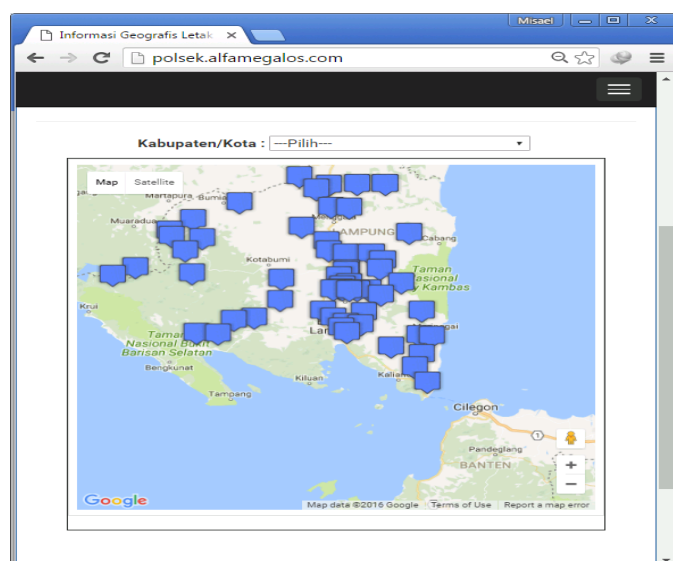 Misael
Informasi Geografis Letak
polsek.alfamegalos.com
Kabupaten/Kota : ---Pilih---
Map Satellite
Martapura
Muaradua
LAMPUNG
Cabang
Kotabumi
Taman
Nasional
Way Kambas
Krui
Taman
Nasional Bukit
Barisan Selatan
Bengkunat
Kiluan
Tampang
Cilegon
1
Pandeglang
BANTEN
+
−
Google
Map data ©2016 Google Terms of Use Report a map error